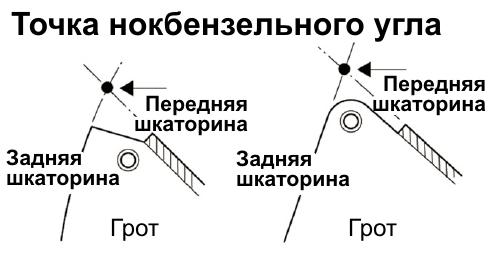 Точка нокбензельного угла
Передняя
шкаторина
Задняя
шкаторина
Грот
Передняя
шкаторина
Задняя
шкаторина
Грот